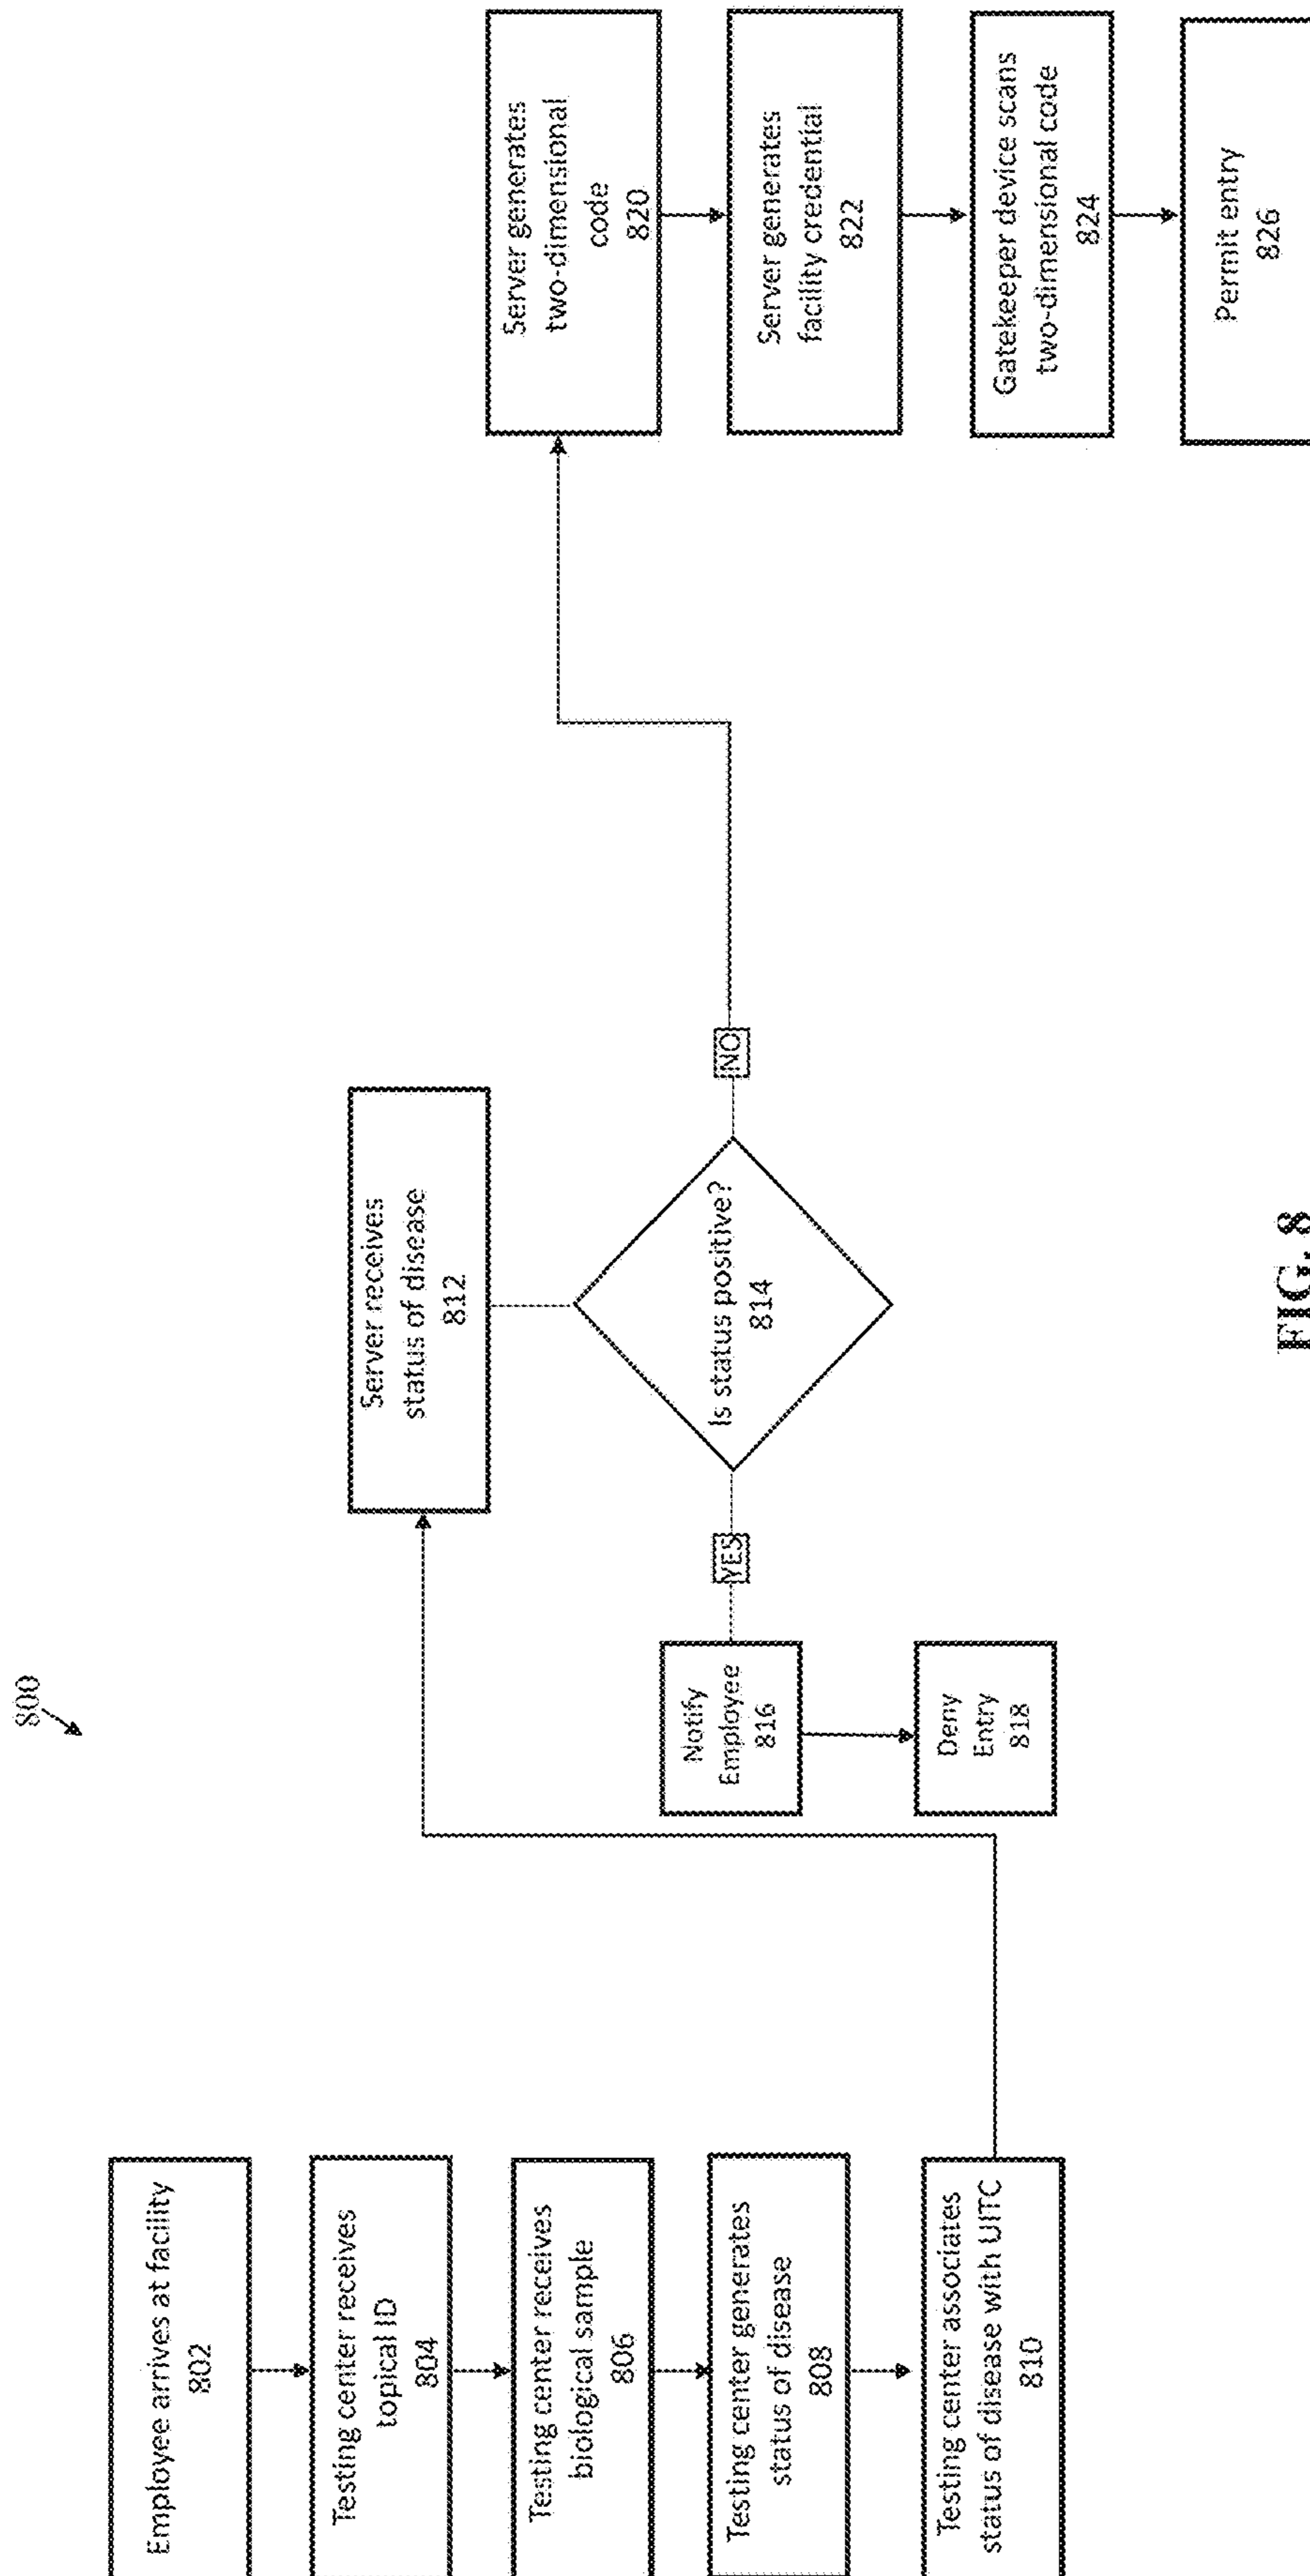 800
Employee arrives at facility
802
Testing center receives
topical ID
804
Testing center receives
biological sample
806
Testing center generates
status of disease
808
Testing center associates
status of disease with UITC
810
Server receives
status of disease
812
Is status positive?
814
YES
Notify
Employee
816
Deny
Entry
818
NO
Server generates
two-dimensional
code
820
Server generates
facility credential
822
Gatekeeper device scans
two-dimensional code
824
Permit entry
826
FIG. 8